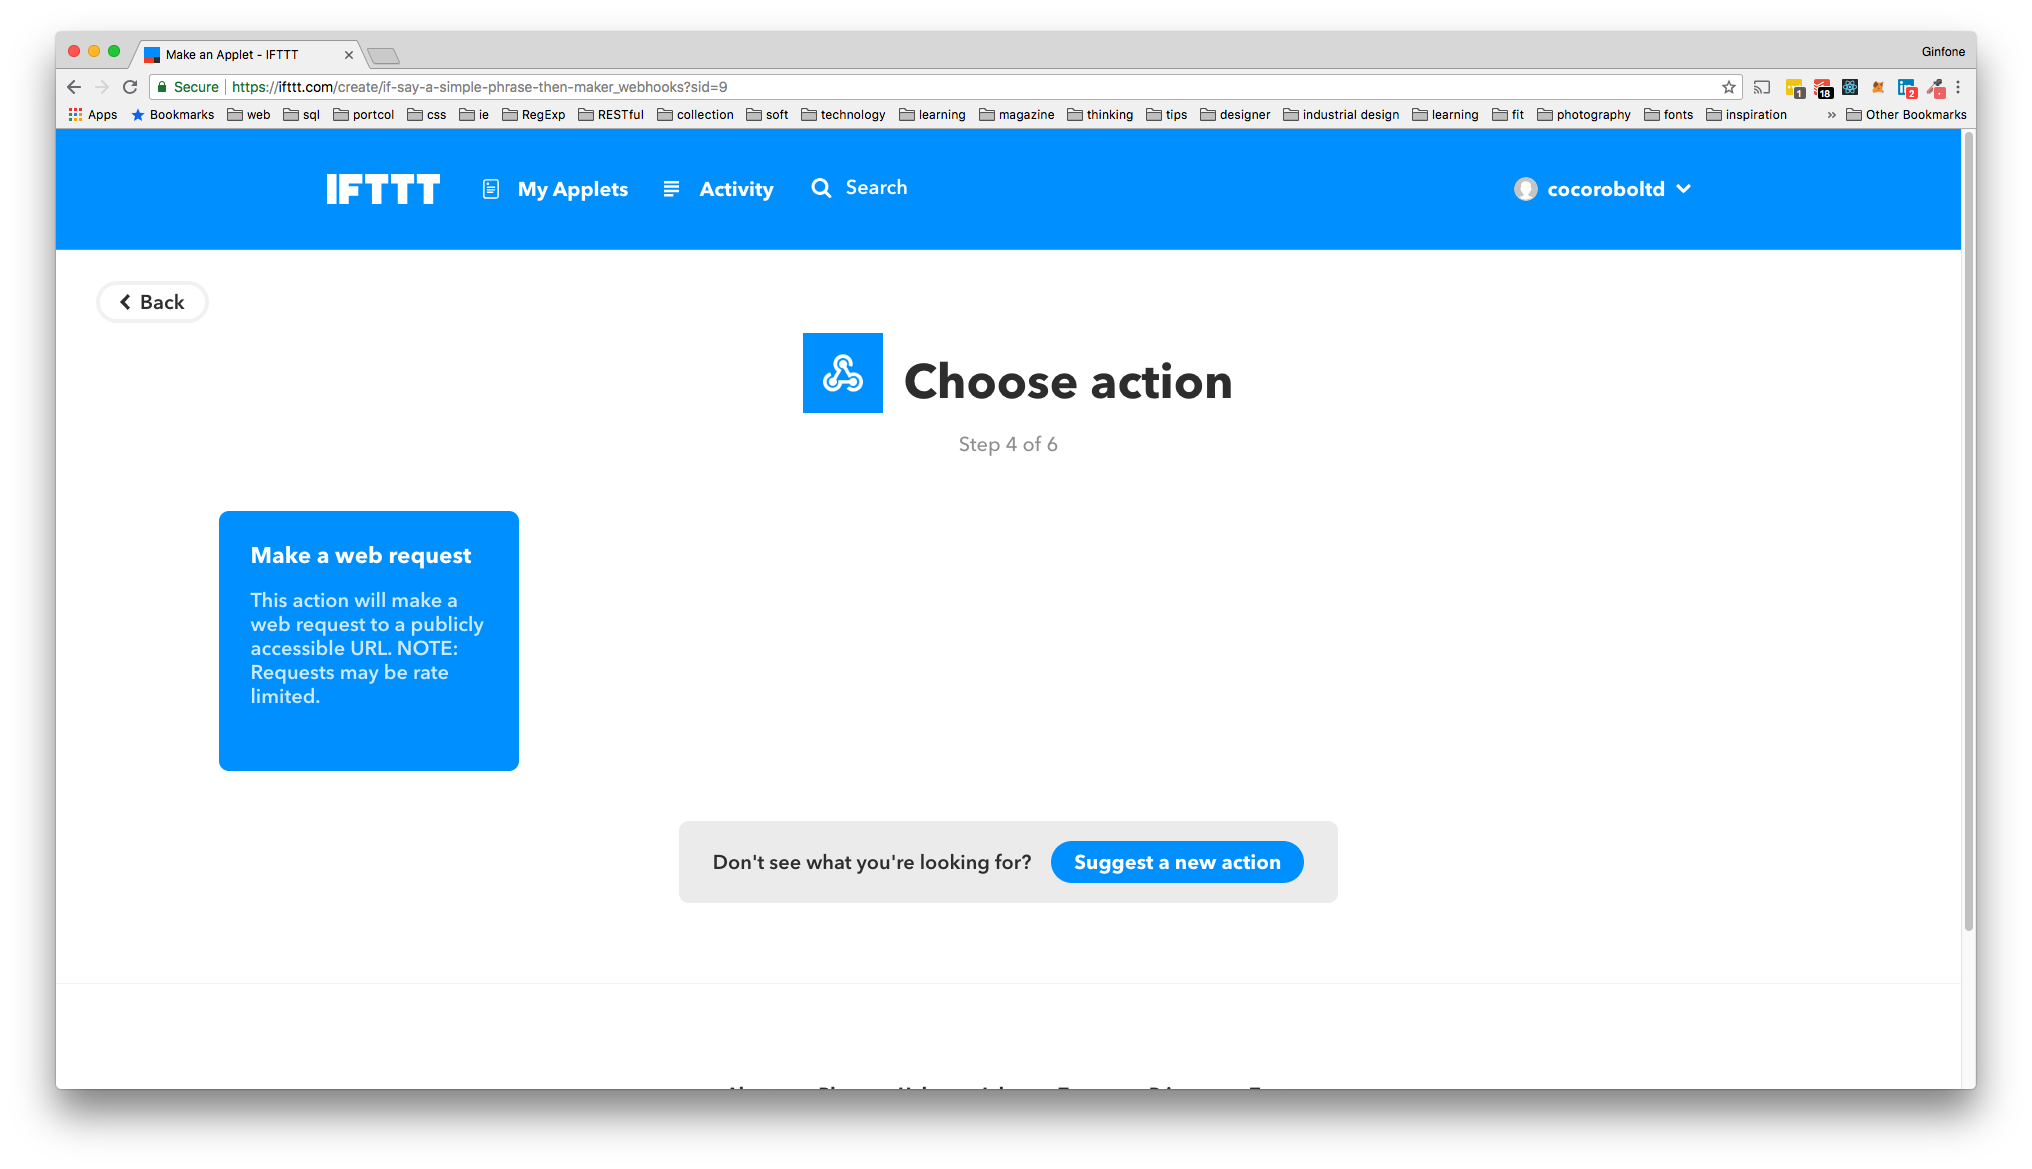 Make an Applet - IFTTT
Ginfone
Secure https://ifttt.com/create/if-say-a-simple-phrase-then-maker_webhooks?sid=9
1 18 2
Apps Bookmarks web sql portcol css ie RegExp RESTful collection soft technology learning magazine thinking tips designer industrial design learning fit photography fonts inspiration » Other Bookmarks
IFTTT My Applets Activity Search cocoroboltd
Back
Choose action
Step 4 of 6
Make a web request
This action will make a
web request to a publicly
accessible URL. NOTE:
Requests may be rate
limited.
Don't see what you're looking for? Suggest a new action